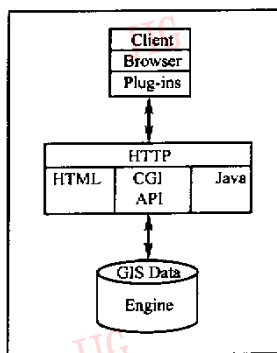 Client
Browser
Plug-ins
HTTP
HTML CGI Java
API
GIS Data
Engine